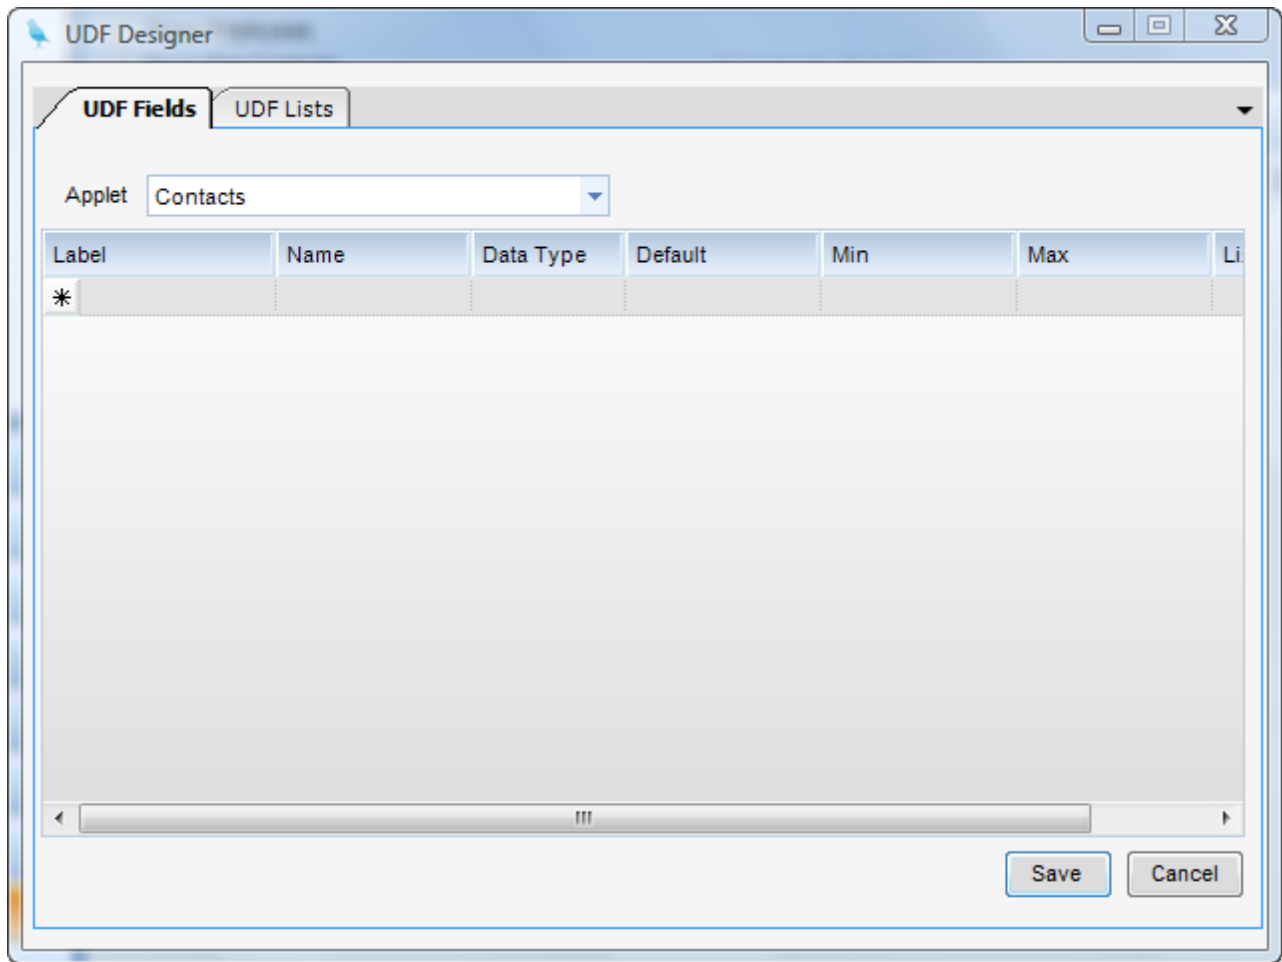 UDF Designer
UDF Fields UDF Lists
Applet Contacts
Label Name Data Type Default Min Max
Save Cancel